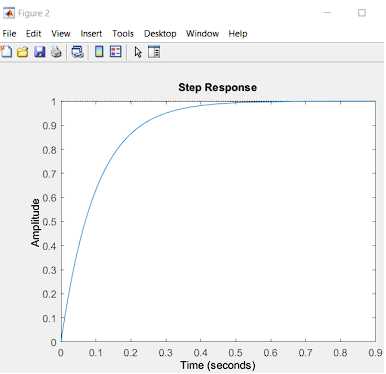 Figure 2
File Edit View Insert Tools Desktop Window Help
Step Response
Amplitude
1
0.9
0.8
0.7
0.6
0.5
0.4
0.3
0.2
0.1
0
0 0.1 0.2 0.3 0.4 0.5 0.6 0.7 0.8 0.9
Time (seconds)